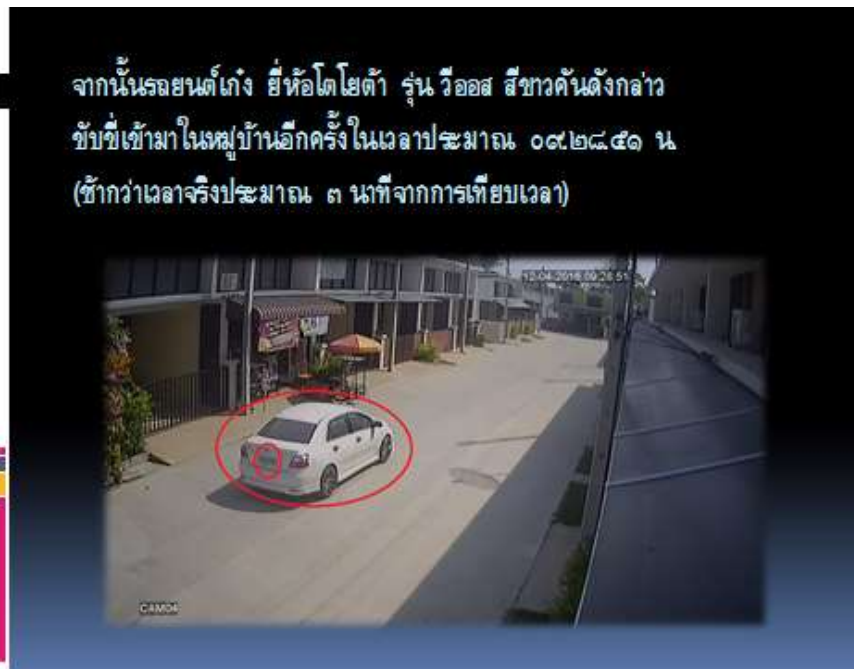 จากนั้นรถยนต์เก๋ง ยี่ห้อโตโยต้า รุ่น วีออส สีขาวคันดังกล่าว
ขับขี่เข้ามาในหมู่บ้านอีกครั้งในเวลาประมาณ ๐๙.๒๘.๕๑ น.
(ช้ากว่าเวลาจริงประมาณ ๓ นาทีจากการเทียบเวลา)
12-04-2016 09:28:51
CAM04